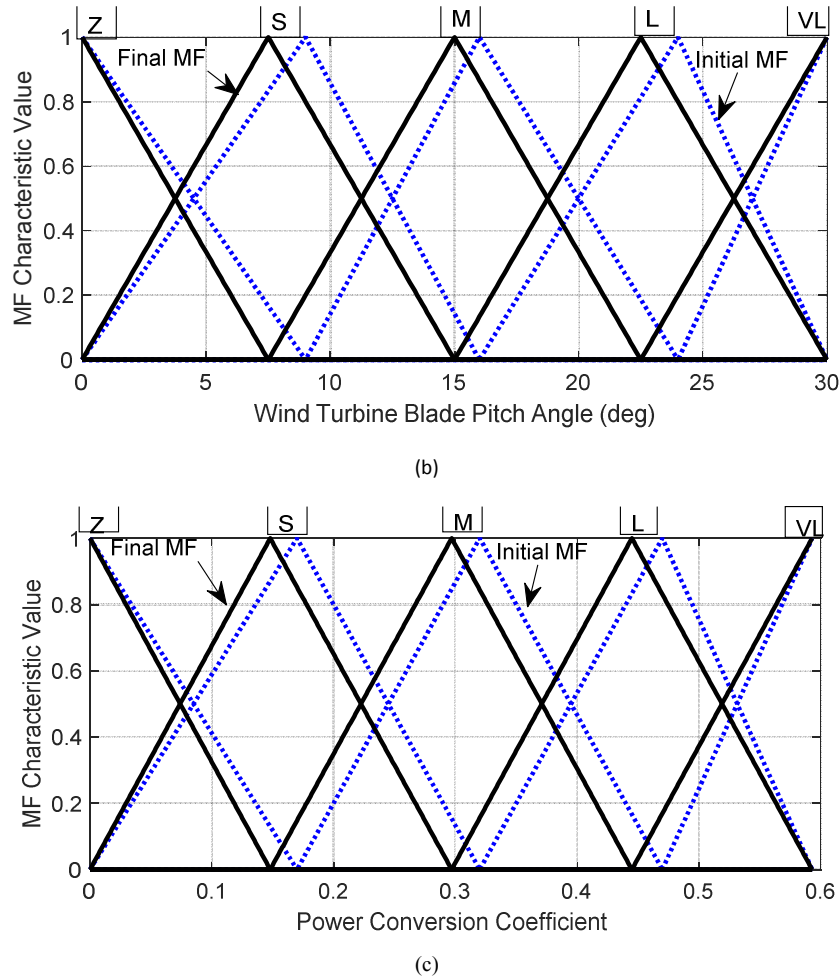 Z S M L VL
Final MF
Initial MF
1
0.8
0.6
0.4
0.2
0
MF Characteristic Value
0 5 10 15 20 25 30
Wind Turbine Blade Pitch Angle (deg)
(b)
Z S M L VL
Final MF
Initial MF
1
0.8
0.6
0.4
0.2
0
MF Characteristic Value
0 0.1 0.2 0.3 0.4 0.5 0.6
Power Conversion Coefficient
(c)